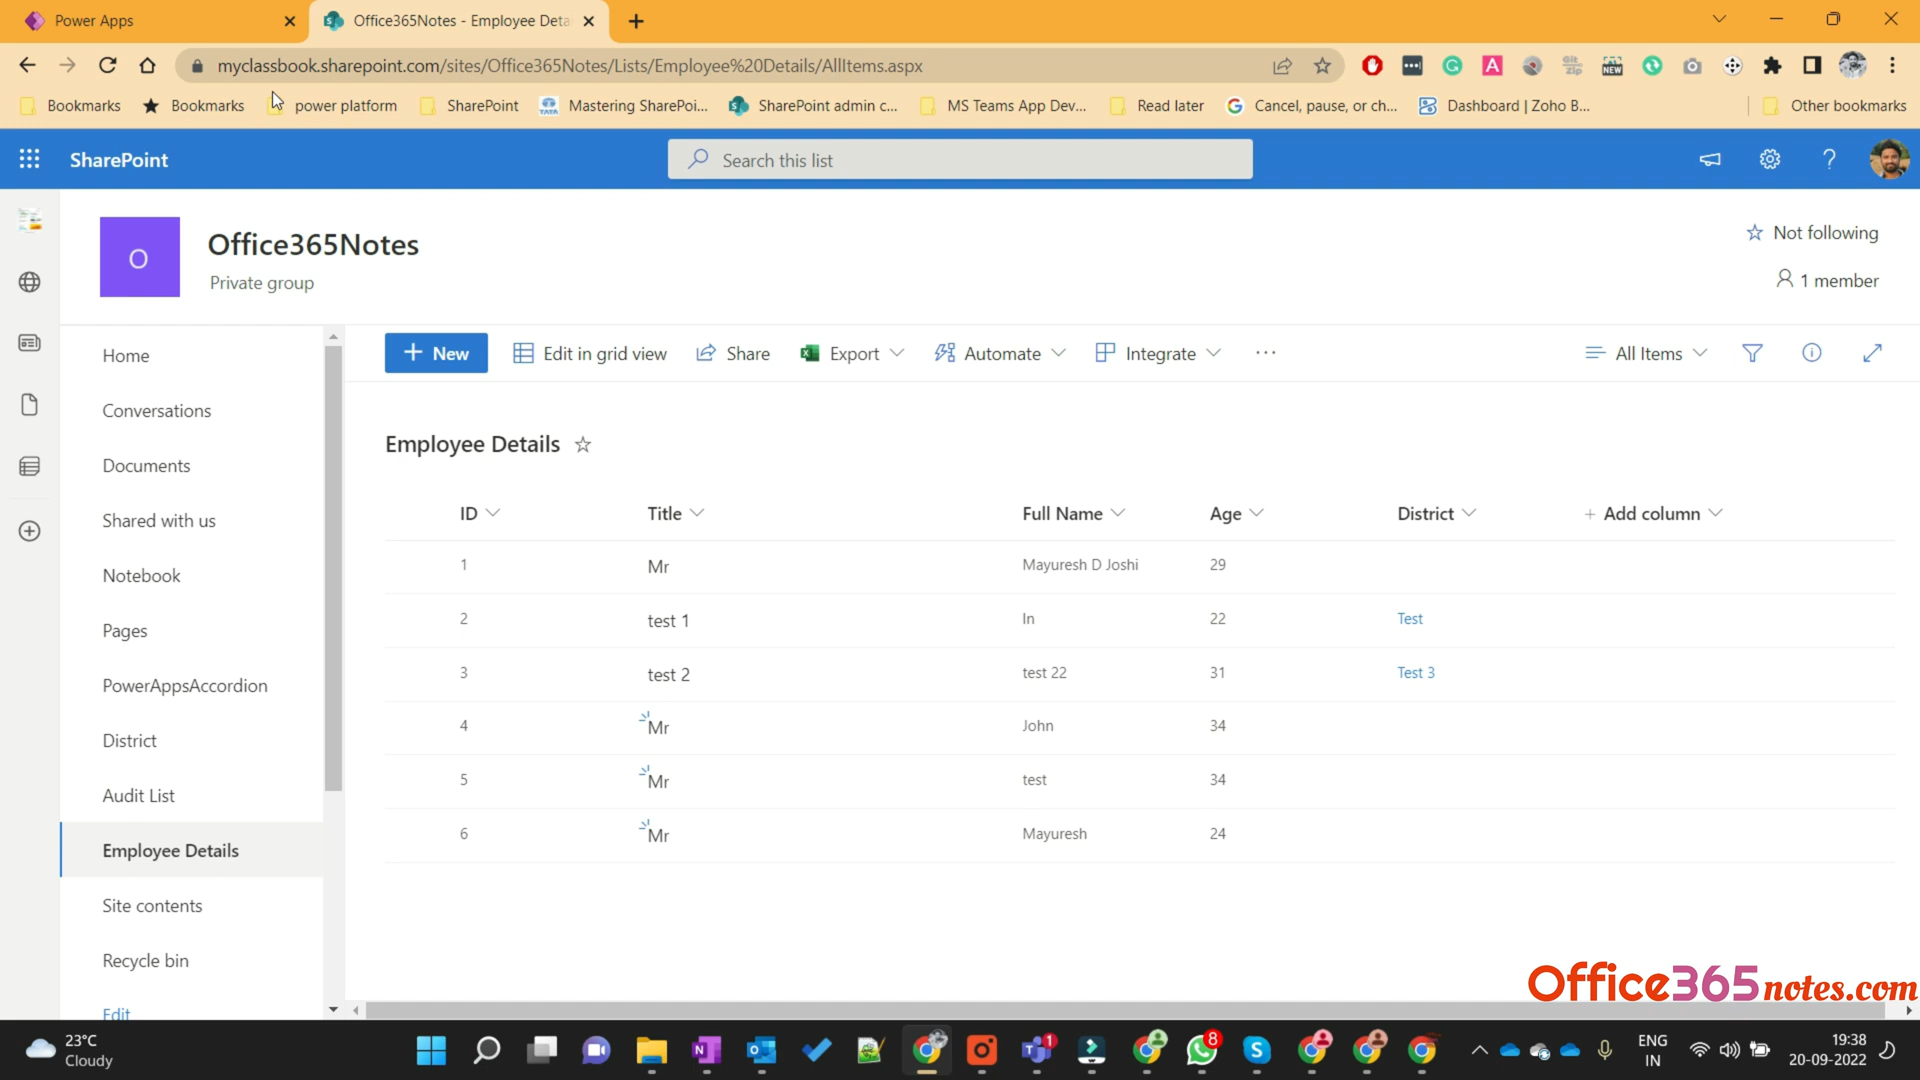 Power Apps
Office365Notes - Employee Deta
myclassbook.sharepoint.com/sites/Office365Notes/Lists/Employee%20Details/AllItems.aspx
Bookmarks
Bookmarks
power platform
SharePoint
Mastering SharePoi...
SharePoint admin c...
MS Teams App Dev...
Read later
Cancel, pause, or ch...
Dashboard | Zoho B...
Other bookmarks
SharePoint
Search this list
O
Office365Notes
Private group
Not following
1 member
Home
Conversations
Documents
Shared with us
Notebook
Pages
PowerAppsAccordion
District
Audit List
Employee Details
Site contents
Recycle bin
Edit
+ New
Edit in grid view
Share
Export
Automate
Integrate
...
All Items
Employee Details
ID Title Full Name Age District + Add column
1 Mr Mayuresh D Joshi 29
2 test 1 In 22 Test
3 test 2 test 22 31 Test 3
4 Mr John 34
5 Mr test 34
6 Mr Mayuresh 24
Office365notes.com
23°C
Cloudy
1
8
ENG
IN
19:38
20-09-2022